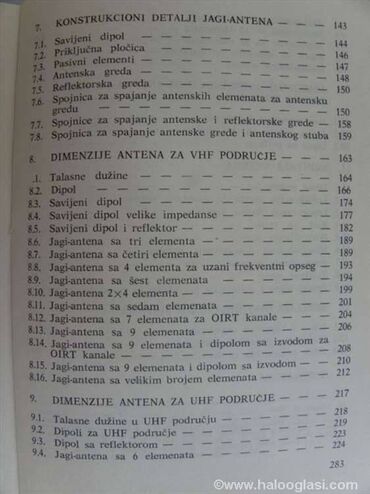 7. KONSTRUKCIONI DETALJI JAGI-ANTENA — — — 143
7.1. Savijeni dipol — — — — — — — — 144
7.2. Priključna pločica — — — — — — — 146
7.3. Pasivni elementi — — — — — — — 147
7.4. Antenska greda — — — — — — — 148
7.5. Reflektorska greda — — — — — — — 150
7.6. Spojnica za spajanje antenskih elemenata za antensku
gredu — — — — — — — — — 150
7.7. Spojnice za spajanje antenske i reflektorske grede — 158
7.8. Spojnica za spajanje antenske grede i antenskog stuba 159
8. DIMENZIJE ANTENA ZA VHF PODRUČJE — — — 163
.1. Talasne dužine — — — — — — — 164
8.2. Dipol — — — — — — — — — 166
8.3. Savijeni dipol — — — — — — — 174
8.4. Savijeni dipol velike impedanse — — — — 177
8.5. Savijeni dipol i reflektor — — — — — 182
8.6. Jagi-antena sa tri elementa — — — — — 189
8.7. Jagi-antena sa četiri elementa — — — — 189
8.8. Jagi-antena sa 4 elementa za uzani frekventni opseg — 193
8.9. Jagi-antena sa šest elemenata — — — — 194
8.10. Jagi-antena 2×4 elementa — — — — — 199
8.11. Jagi-antena sa sedam elemenata — — — — 201
8.12. Jagi-antena sa 7 elemenata za OIRT kanale — — 204
8.13. Jagi-antena sa 9 elemenata — — — — — 206
8.14. Jagi-antena sa 9 elemenata i dipolom sa izvodom za
OIRT kanale — — — — — — — — 208
8.15. Jagi-antena sa 9 elemenata i dipolom sa izvodom — 210
8.16. Jagi-antena sa velikim brojem elemenata — — — 212
9. DIMENZIJE ANTENA ZA UHF PODRUČJE — — — 217
9.1. Talasne dužine u UHF području — — — — 218
9.2. Dipoli za UHF područje — — — — — — 219
9.3. Dipol sa reflektorom — — — — — — 223
9.4. Jagi-antena sa 6 elemenata — — — — — 224
283
www.halooglasi.com